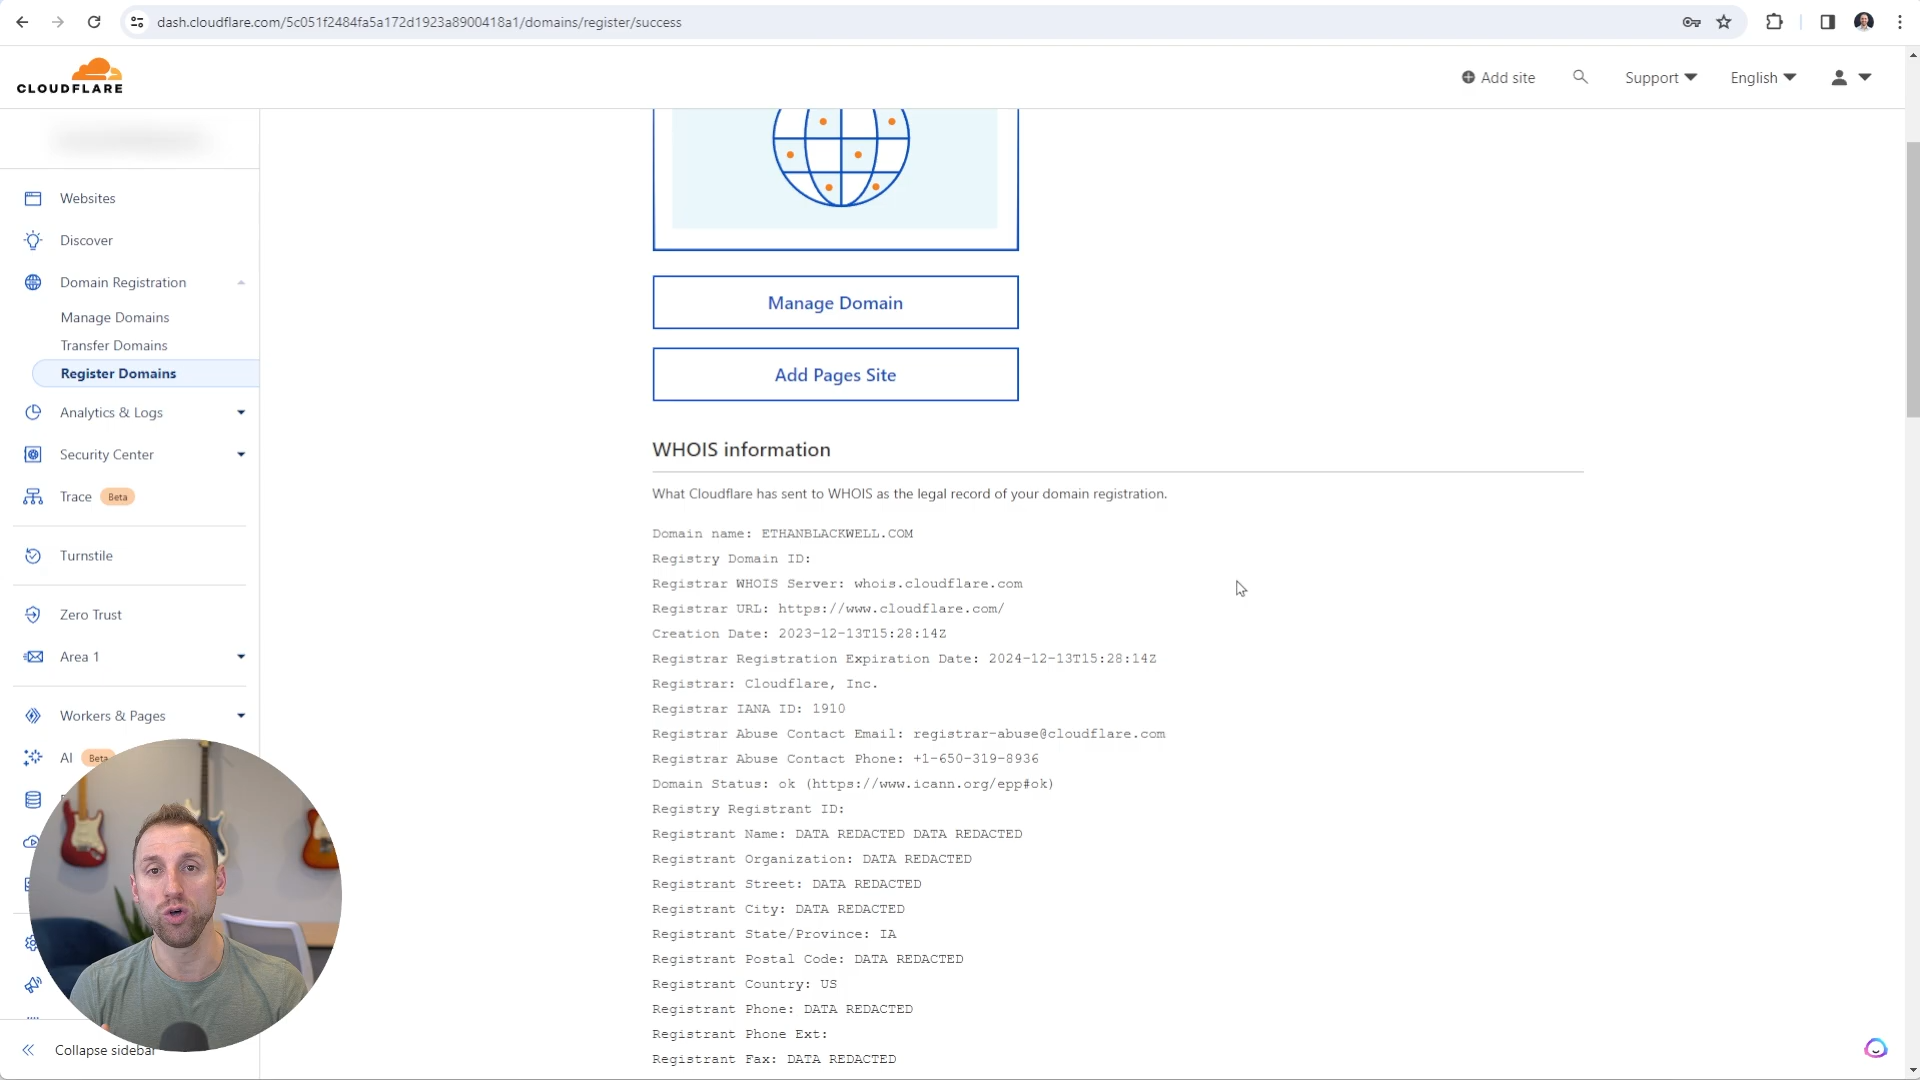 dash.cloudflare.com/5c051f2484fa5a172d1923a8900418a1/domains/register/success
CLOUDFLARE
Add site
Support
English
Websites
Discover
Domain Registration
Manage Domains
Transfer Domains
Register Domains
Analytics & Logs
Security Center
Trace Beta
Turnstile
Zero Trust
Area 1
Workers & Pages
AI Beta
Collapse sidebar
Manage Domain
Add Pages Site
WHOIS information
What Cloudflare has sent to WHOIS as the legal record of your domain registration.
Domain name: ETHANBLACKWELL.COM
Registry Domain ID:
Registrar WHOIS Server: whois.cloudflare.com
Registrar URL: https://www.cloudflare.com/
Creation Date: 2023-12-13T15:28:14Z
Registrar Registration Expiration Date: 2024-12-13T15:28:14Z
Registrar: Cloudflare, Inc.
Registrar IANA ID: 1910
Registrar Abuse Contact Email: registrar-abuse@cloudflare.com
Registrar Abuse Contact Phone: +1-650-319-8936
Domain Status: ok (https://www.icann.org/epp#ok)
Registry Registrant ID:
Registrant Name: DATA REDACTED DATA REDACTED
Registrant Organization: DATA REDACTED
Registrant Street: DATA REDACTED
Registrant City: DATA REDACTED
Registrant State/Province: IA
Registrant Postal Code: DATA REDACTED
Registrant Country: US
Registrant Phone: DATA REDACTED
Registrant Phone Ext:
Registrant Fax: DATA REDACTED